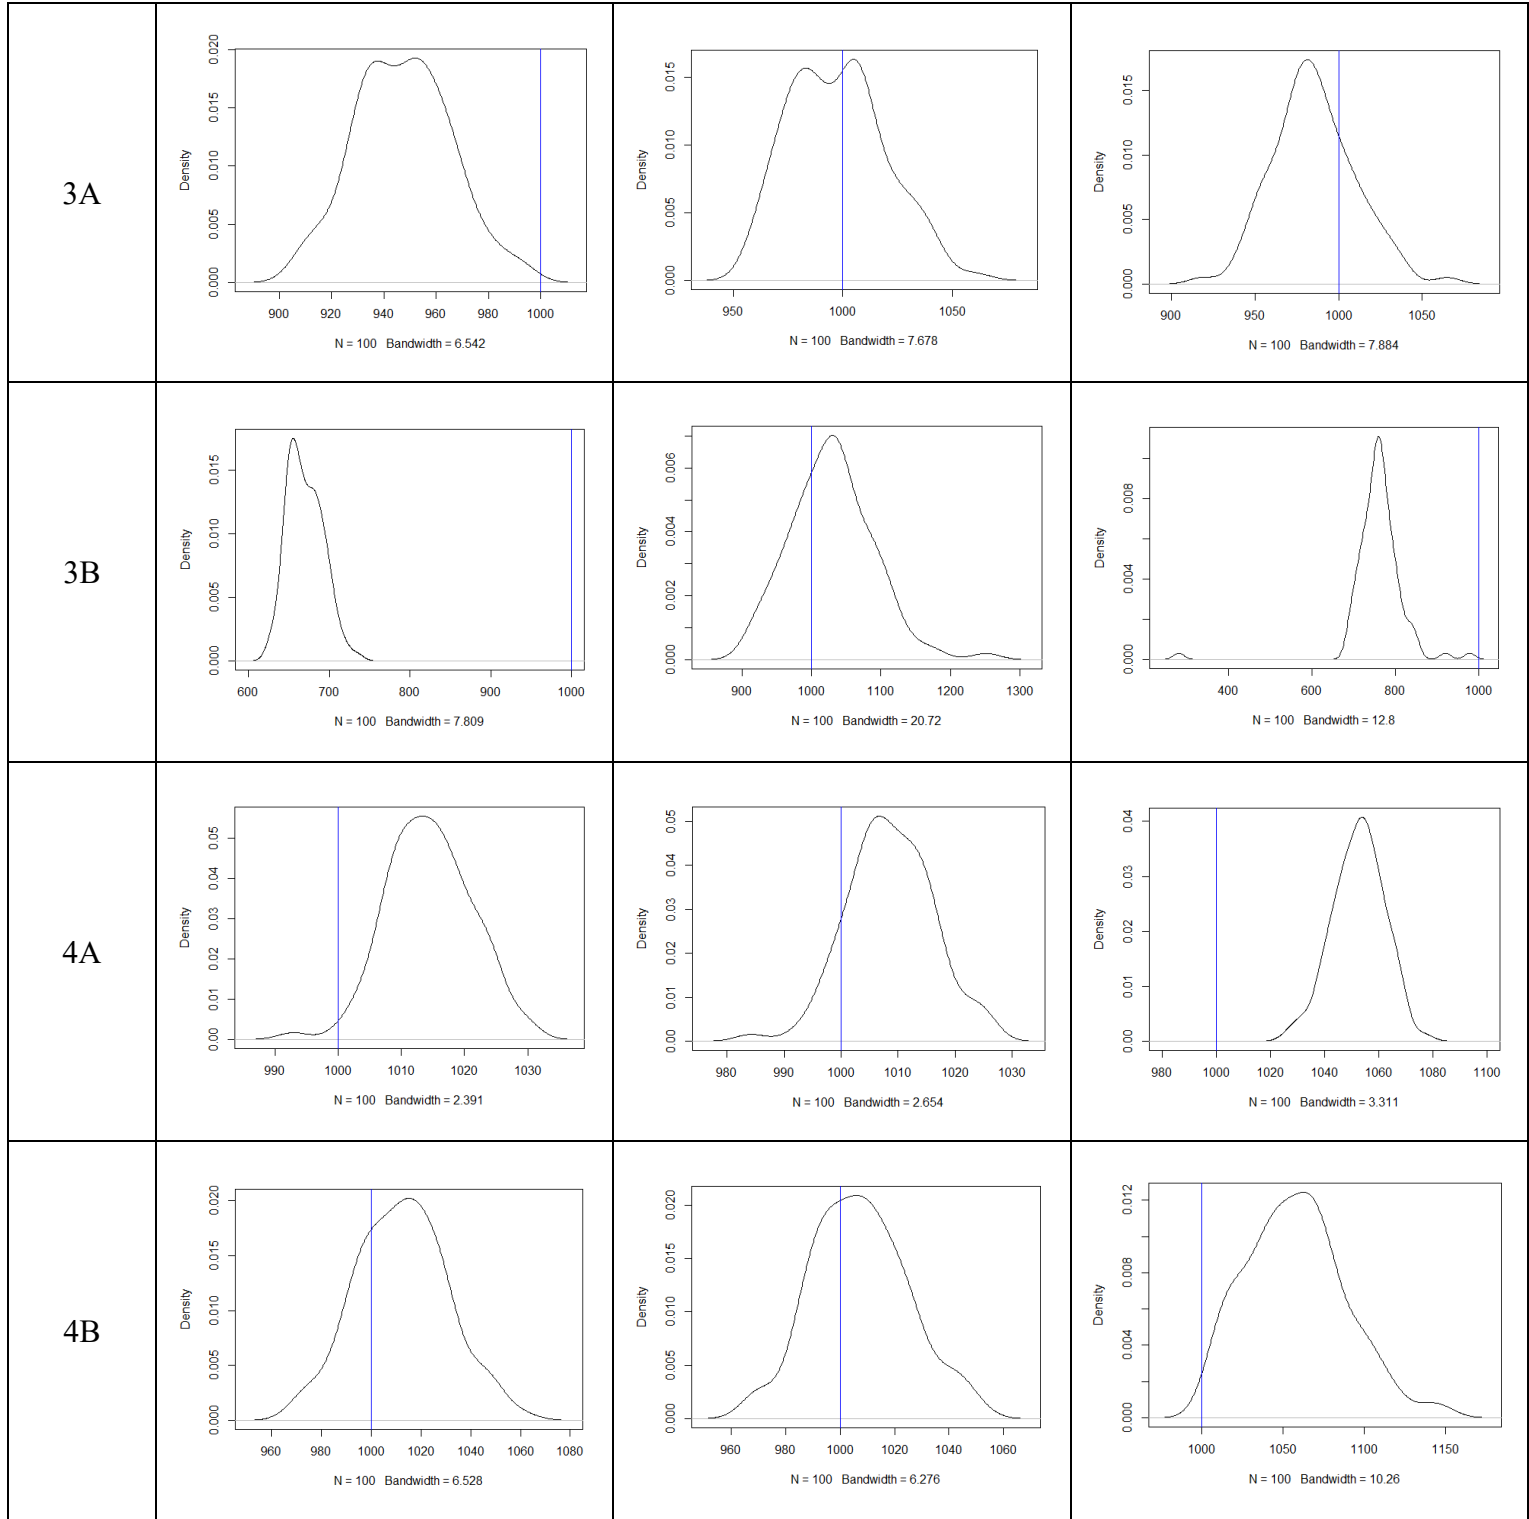 3A
Density
0.000 0.005 0.010 0.015 0.020
900 920 940 960 980 1000
N = 100 Bandwidth = 6.542
Density
0.000 0.005 0.010 0.015
950 1000 1050
N = 100 Bandwidth = 7.678
Density
0.000 0.005 0.010 0.015
900 950 1000 1050
N = 100 Bandwidth = 7.884
3B
Density
0.000 0.005 0.010 0.015
600 700 800 900 1000
N = 100 Bandwidth = 7.809
Density
0.000 0.002 0.004 0.006
900 1000 1100 1200 1300
N = 100 Bandwidth = 20.72
Density
0.000 0.004 0.008
400 600 800 1000
N = 100 Bandwidth = 12.8
4A
Density
0.00 0.01 0.02 0.03 0.04 0.05
990 1000 1010 1020 1030
N = 100 Bandwidth = 2.391
Density
0.00 0.01 0.02 0.03 0.04 0.05
980 990 1000 1010 1020 1030
N = 100 Bandwidth = 2.654
Density
0.00 0.01 0.02 0.03 0.04
980 1000 1020 1040 1060 1080 1100
N = 100 Bandwidth = 3.311
4B
Density
0.000 0.005 0.010 0.015 0.020
960 980 1000 1020 1040 1060 1080
N = 100 Bandwidth = 6.528
Density
0.000 0.005 0.010 0.015 0.020
960 980 1000 1020 1040 1060
N = 100 Bandwidth = 6.276
Density
0.000 0.004 0.008 0.012
1000 1050 1100 1150
N = 100 Bandwidth = 10.26